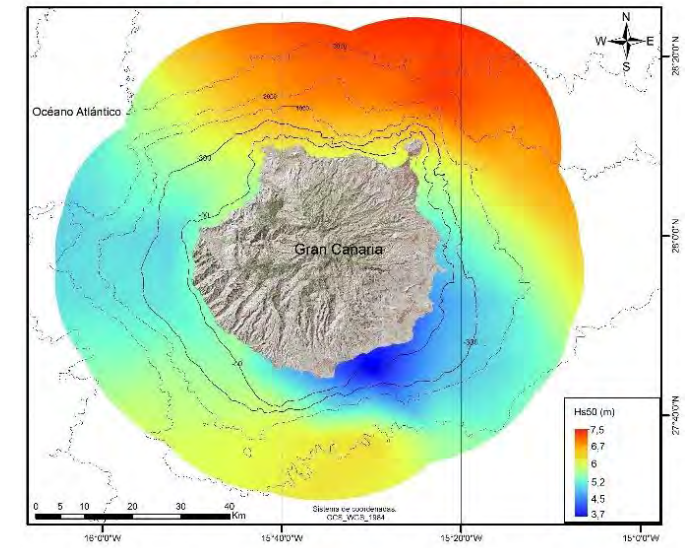 N
W E
S
28°20'0"N
Océano Atlántico
Gran Canaria
28°0'0"N
27°40'0"N
Hs50 (m)
7,5
6,7
6
5,2
4,5
3,7
0 5 10 20 30 40
Km
Sistema de coordenadas.
GCS_WGS_1984
16°0'0"W 15°40'0"W 15°20'0"W 15°0'0"W